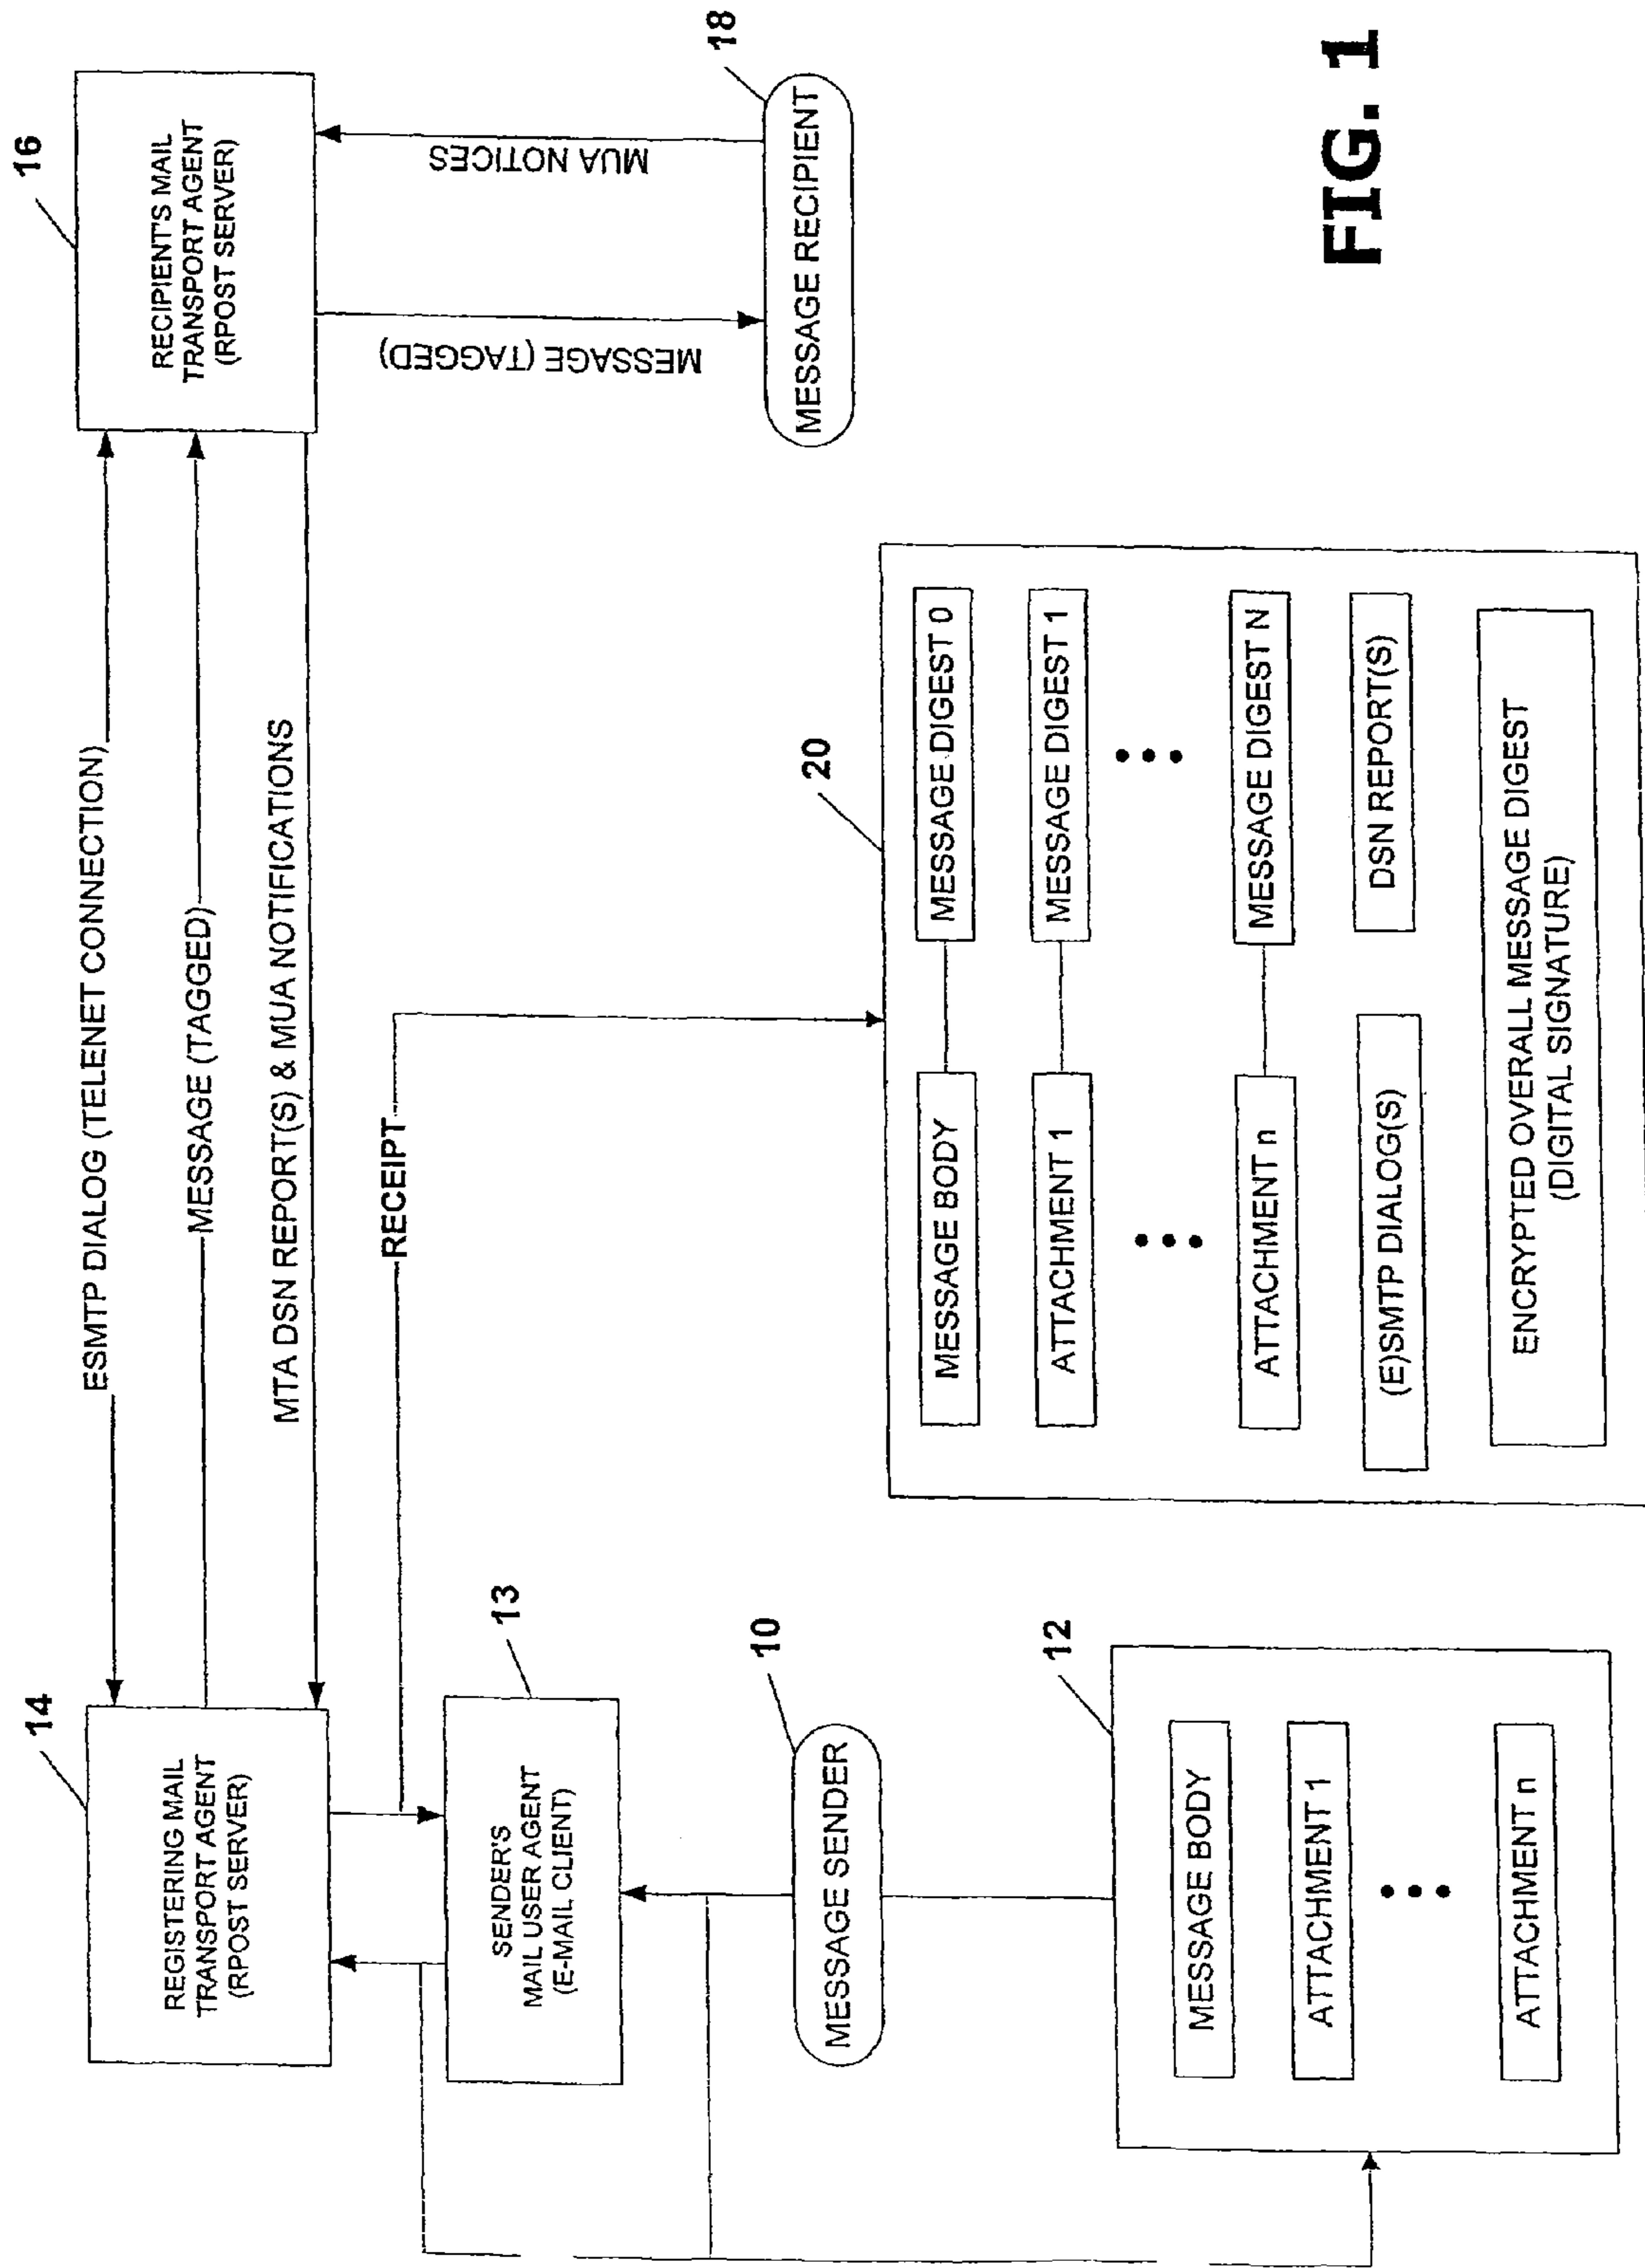 14
REGISTERING MAIL
TRANSPORT AGENT
(RPOST SERVER)
ESMTP DIALOG (TELENET CONNECTION)
MESSAGE (TAGGED)
MTA DSN REPORT(S) & MUA NOTIFICATIONS
16
RECIPIENT'S MAIL
TRANSPORT AGENT
(RPOST SERVER)
RECEIPT
13
SENDER'S
MAIL USER AGENT
(E-MAIL CLIENT)
MESSAGE (TAGGED)
MUA NOTICES
10
MESSAGE SENDER
18
MESSAGE RECIPIENT
12
MESSAGE BODY
ATTACHMENT 1
ATTACHMENT n
20
MESSAGE BODY
MESSAGE DIGEST 0
ATTACHMENT 1
MESSAGE DIGEST 1
ATTACHMENT n
MESSAGE DIGEST N
(E)SMTP DIALOG(S)
DSN REPORT(S)
ENCRYPTED OVERALL MESSAGE DIGEST
(DIGITAL SIGNATURE)
FIG. 1